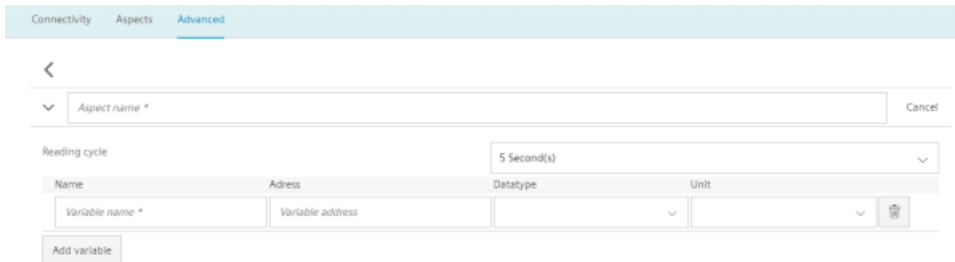 Connectivity Aspects Advanced
Aspect name * Cancel
Reading cycle 5 Second(s)
Name Adress Datatype Unit
Variable name * Variable address
Add variable